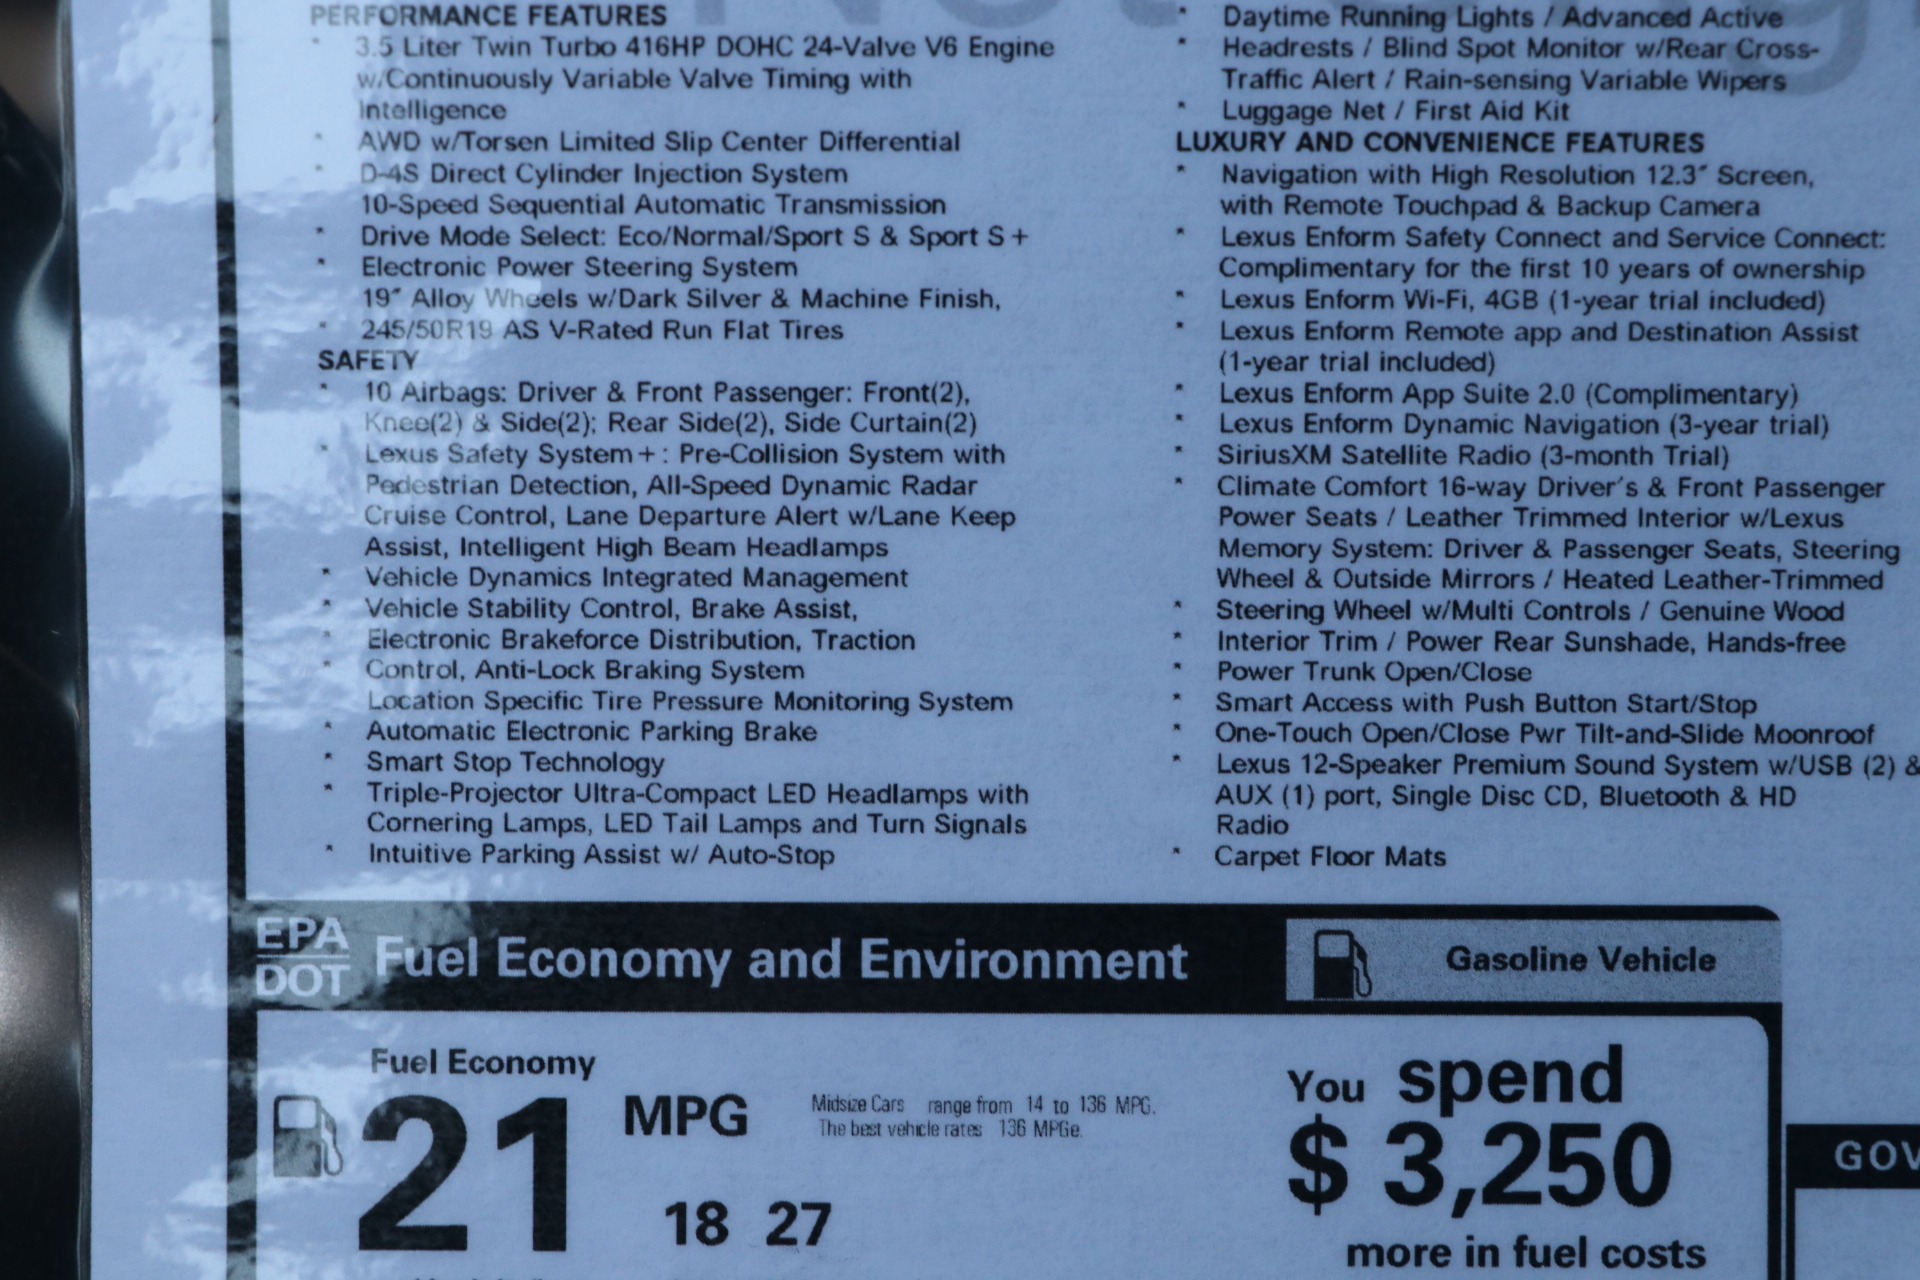 PERFORMANCE FEATURES
* 3.5 Liter Twin Turbo 416HP DOHC 24-Valve V6 Engine
w/Continuously Variable Valve Timing with
Intelligence
* AWD w/Torsen Limited Slip Center Differential
* D-4S Direct Cylinder Injection System
10-Speed Sequential Automatic Transmission
* Drive Mode Select: Eco/Normal/Sport S & Sport S+
* Electronic Power Steering System
19" Alloy Wheels w/Dark Silver & Machine Finish,
* 245/50R19 AS V-Rated Run Flat Tires
SAFETY
* 10 Airbags: Driver & Front Passenger: Front(2),
Knee(2) & Side(2); Rear Side(2), Side Curtain(2)
* Lexus Safety System+: Pre-Collision System with
Pedestrian Detection, All-Speed Dynamic Radar
Cruise Control, Lane Departure Alert w/Lane Keep
Assist, Intelligent High Beam Headlamps
* Vehicle Dynamics Integrated Management
* Vehicle Stability Control, Brake Assist,
* Electronic Brakeforce Distribution, Traction
* Control, Anti-Lock Braking System
Location Specific Tire Pressure Monitoring System
* Automatic Electronic Parking Brake
* Smart Stop Technology
* Triple-Projector Ultra-Compact LED Headlamps with
Cornering Lamps, LED Tail Lamps and Turn Signals
* Intuitive Parking Assist w/ Auto-Stop
* Daytime Running Lights / Advanced Active
* Headrests / Blind Spot Monitor w/Rear Cross-
Traffic Alert / Rain-sensing Variable Wipers
* Luggage Net / First Aid Kit
LUXURY AND CONVENIENCE FEATURES
* Navigation with High Resolution 12.3" Screen,
with Remote Touchpad & Backup Camera
* Lexus Enform Safety Connect and Service Connect:
Complimentary for the first 10 years of ownership
* Lexus Enform Wi-Fi, 4GB (1-year trial included)
* Lexus Enform Remote app and Destination Assist
(1-year trial included)
* Lexus Enform App Suite 2.0 (Complimentary)
* Lexus Enform Dynamic Navigation (3-year trial)
* SiriusXM Satellite Radio (3-month Trial)
* Climate Comfort 16-way Driver's & Front Passenger
Power Seats / Leather Trimmed Interior w/Lexus
Memory System: Driver & Passenger Seats, Steering
Wheel & Outside Mirrors / Heated Leather-Trimmed
* Steering Wheel w/Multi Controls / Genuine Wood
* Interior Trim / Power Rear Sunshade, Hands-free
* Power Trunk Open/Close
* Smart Access with Push Button Start/Stop
* One-Touch Open/Close Pwr Tilt-and-Slide Moonroof
* Lexus 12-Speaker Premium Sound System w/USB (2) &
AUX (1) port, Single Disc CD, Bluetooth & HD
Radio
* Carpet Floor Mats
EPA
DOT
Fuel Economy and Environment
Gasoline Vehicle
Fuel Economy
21 MPG
Midsize Cars range from 14 to 136 MPG.
The best vehicle rates 136 MPGe.
18 27
You spend
$ 3,250
more in fuel costs
GOV